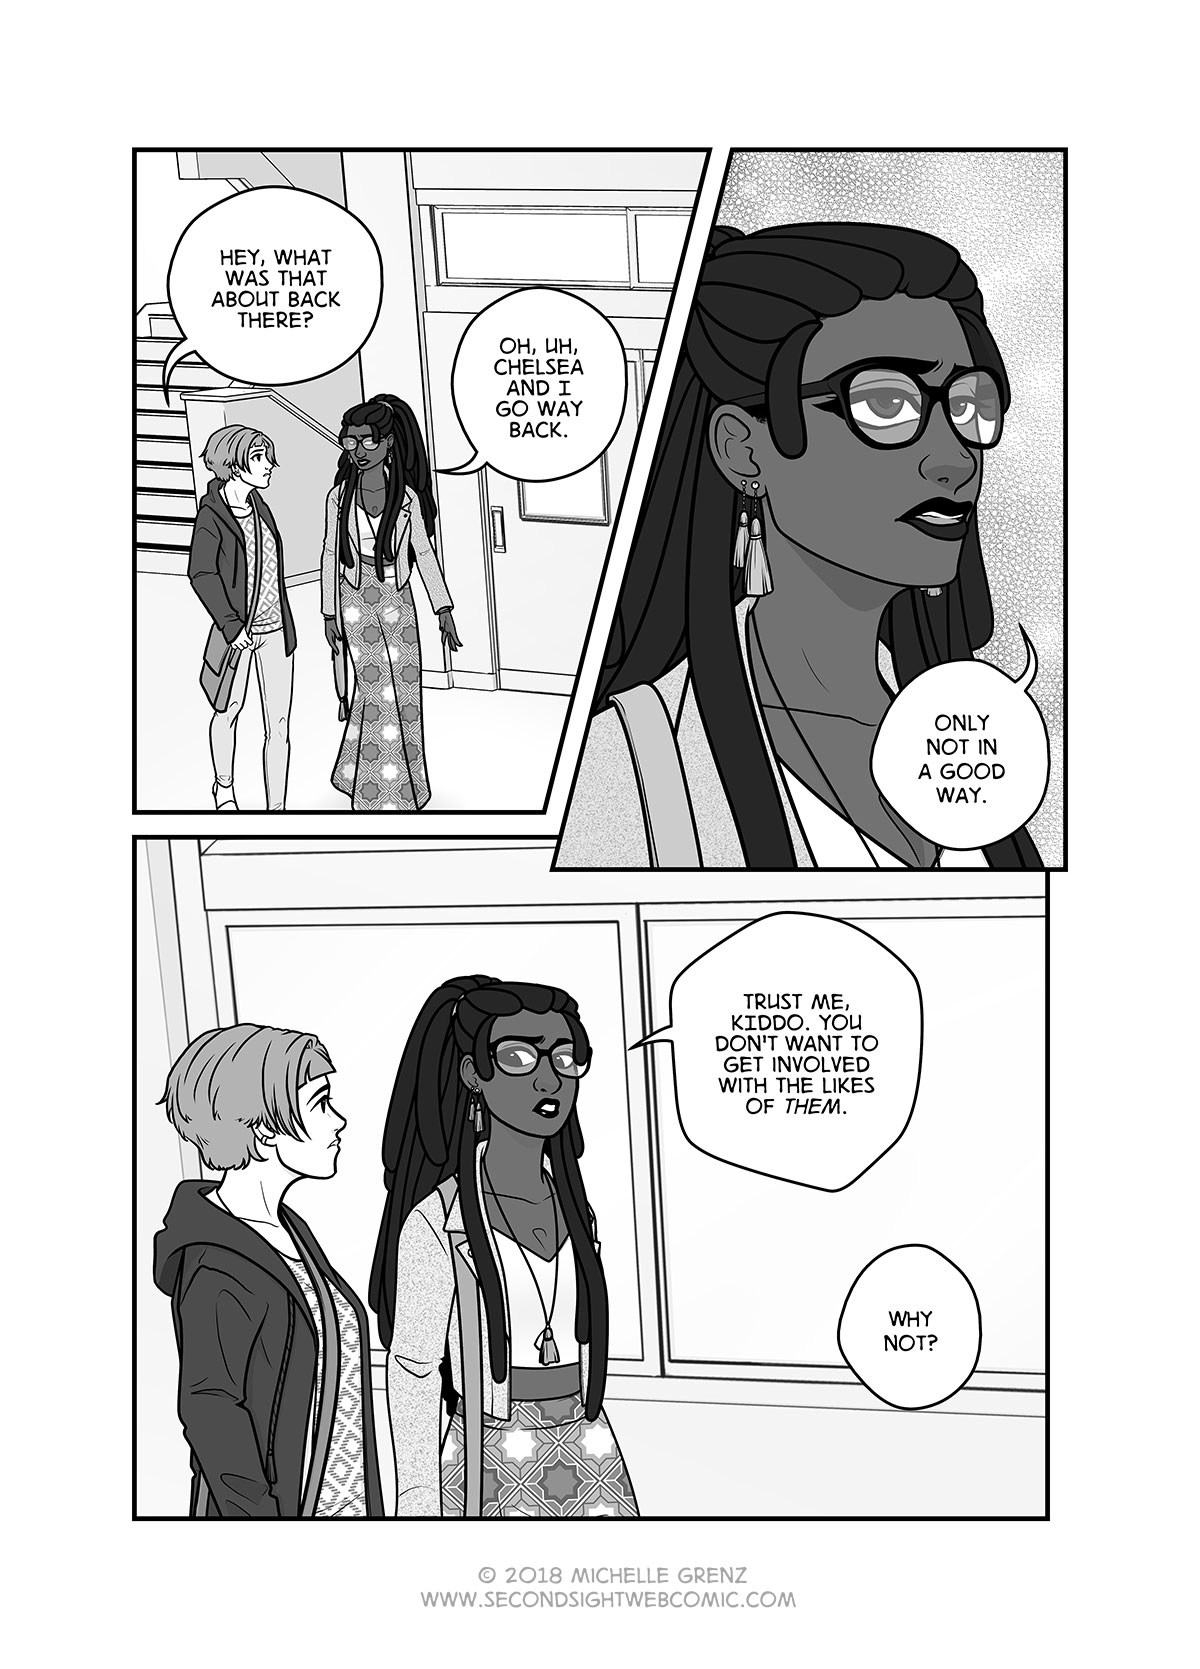 HEY, WHAT
WAS THAT
ABOUT BACK
THERE?
OH, UH,
CHELSEA
AND I
GO WAY
BACK.
ONLY
NOT IN
A GOOD
WAY.
TRUST ME,
KIDDO. YOU
DON'T WANT TO
GET INVOLVED
WITH THE LIKES
OF THEM.
WHY
NOT?
© 2018 MICHELLE GRENZ
WWW.SECONDSIGHTWEBCOMIC.COM